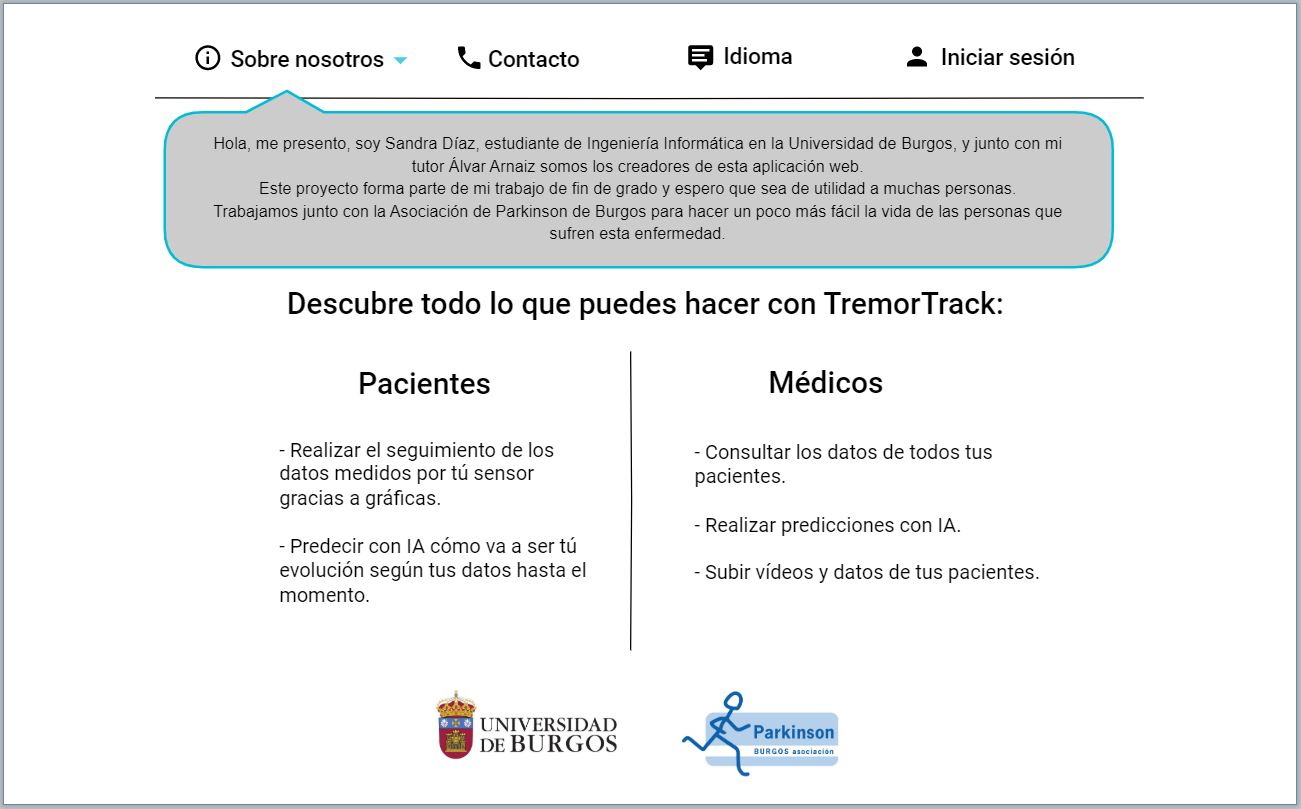 Sobre nosotros
Contacto
Idioma
Iniciar sesión
Hola, me presento, soy Sandra Díaz, estudiante de Ingeniería Informática en la Universidad de Burgos, y junto con mi
tutor Álvar Arnaiz somos los creadores de esta aplicación web.
Este proyecto forma parte de mi trabajo de fin de grado y espero que sea de utilidad a muchas personas.
Trabajamos junto con la Asociación de Parkinson de Burgos para hacer un poco más fácil la vida de las personas que
sufren esta enfermedad.
Descubre todo lo que puedes hacer con TremorTrack:
Pacientes
- Realizar el seguimiento de los
datos medidos por tú sensor
gracias a gráficas.
- Predecir con IA cómo va a ser tú
evolución según tus datos hasta el
momento.
Médicos
- Consultar los datos de todos tus
pacientes.
- Realizar predicciones con IA.
- Subir vídeos y datos de tus pacientes.
UNIVERSIDAD
DE BURGOS
Parkinson
BURGOS asociación